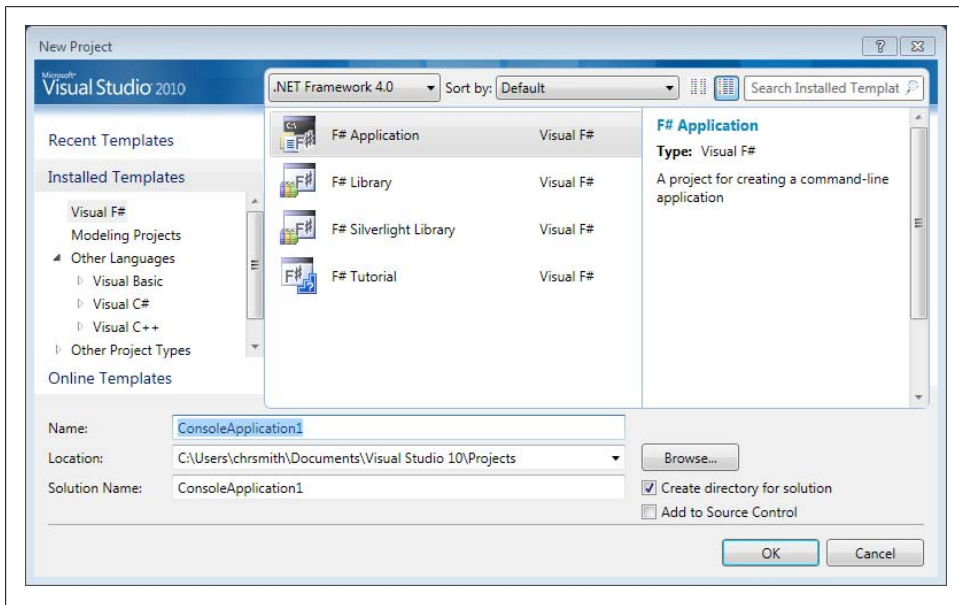 New Project
Microsoft
Visual Studio 2010
.NET Framework 4.0
Sort by: Default
Search Installed Templat
Recent Templates
Installed Templates
Visual F#
Modeling Projects
Other Languages
Visual Basic
Visual C#
Visual C++
Other Project Types
Online Templates
F# Application Visual F#
F# Library Visual F#
F# Silverlight Library Visual F#
F# Tutorial Visual F#
F# Application
Type: Visual F#
A project for creating a command-line
application
Name: ConsoleApplication1
Location: C:\Users\chrsmith\Documents\Visual Studio 10\Projects
Browse...
Solution Name: ConsoleApplication1
Create directory for solution
Add to Source Control
OK
Cancel